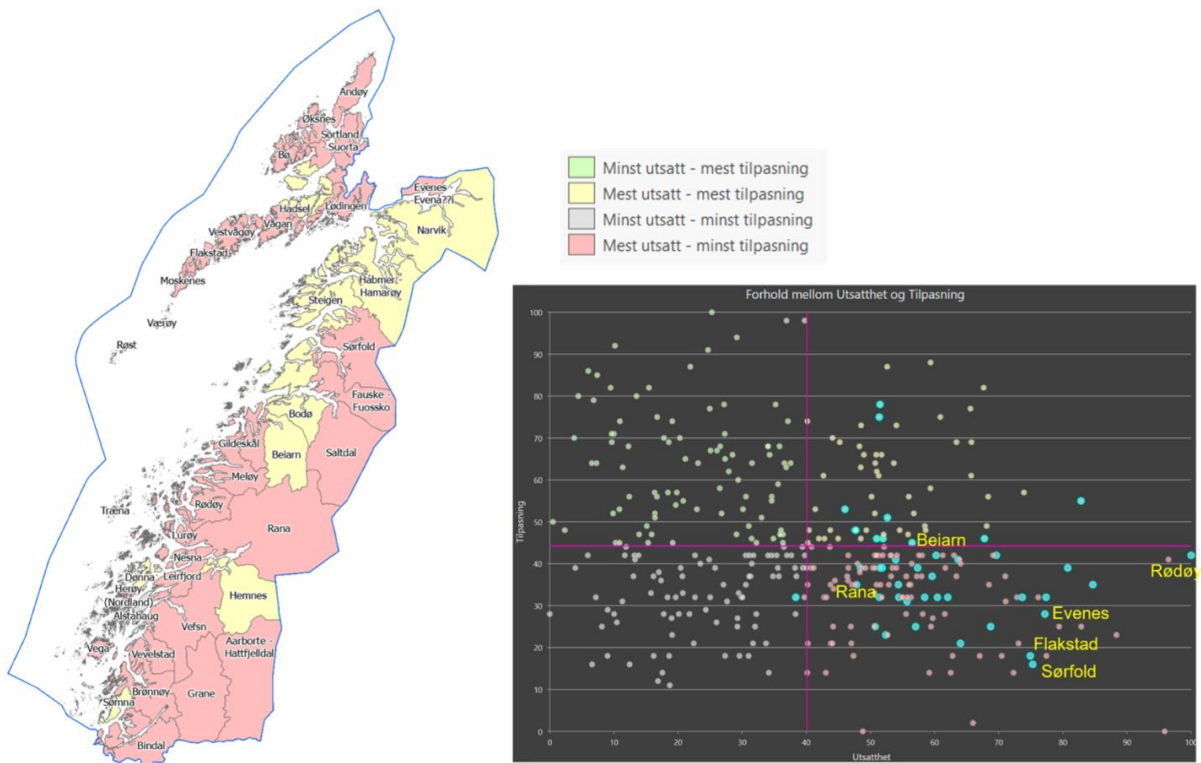 Andøy
Øksnes
Sortland
Suorta
Bø
Hadsel
Lødingen
Evenes
Evená??i
Narvik
Vågan
Vestvågøy
Flakstad
Moskenes
Værøy
Røst
Hábmer-
Hamarøy
Steigen
Sørfold
Fauske -
Fuossko
Bodø
Gildeskål
Beiarn
Saltdal
Meløy
Træna
Rødøy
Rana
Lurøy
Nesna
Dønna
Leirfjord
Herøy
(Nordland)
Hemnes
Alstahaug
Vefsn
Aarborte -
Hattfjelldal
Vega
Vevelstad
Brønnøy
Grane
Sømna
Bindal
Minst utsatt - mest tilpasning
Mest utsatt - mest tilpasning
Minst utsatt - minst tilpasning
Mest utsatt - minst tilpasning
Forhold mellom Utsatthet og Tilpasning
100
90
80
70
60
50
40
30
20
10
0
Tilpasning
Beiarn
Rødøy
Rana
Evenes
Flakstad
Sørfold
0 10 20 30 40 50 60 70 80 90 100
Utsatthet